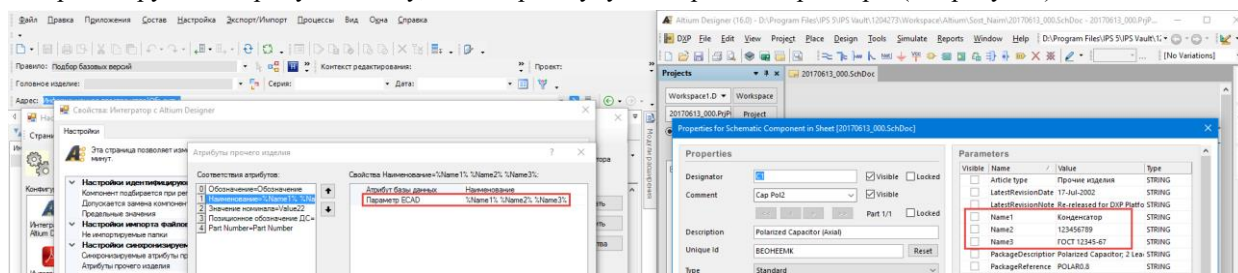 Файл Правка Приложения Состав Настройка Экспорт/Импорт Процессы Вид Окна Справка
Правило: Подбор базовых версий
Контекст редактирования:
Проект:
Головное изделие:
Серия:
Дата:
Адрес:
Свойства: Интегратор с Altium Designer
Настройки
Эта страница позволяет изм
минут.
Настройки идентифицирую
Компонент подбирается при ре
Допускается замена компонен
Предельные значения
Настройки импорта файлов
Не импортируемые папки
Настройки синхронизируем
Синхронизируемые атрибуты пр
Атрибуты прочего изделия
Атрибуты прочего изделия
Соответствия атрибутов:
0 Обозначение=Обозначение
1 Наименование=%Name1% %Na
2 Значение номинала=Value22
3 Позиционное обозначение ДС=
4 Part Number=Part Number
Свойства Наименование=%Name1% %Name2% %Name3%:
Атрибут базы данных Наименование
Параметр ECAD %Name1% %Name2% %Name3%
Altium Designer (16.0) - D:\Program Files\IPS 5\IPS Vault\1204273\Workspace\Altium\Sost_Naim\20170613_000.SchDoc - 20170613_000.PrjP...
DXP File Edit View Project Place Design Tools Simulate Reports Window Help
[No Variations]
Projects
20170613_000.SchDoc
Workspace1.D Workspace
20170613_000.PrjP Project
Properties for Schematic Component in Sheet [20170613_000.SchDoc]
Properties
Designator C1 Visible Locked
Comment Cap Pol2 Visible
Part 1/1 Locked
Description Polarized Capacitor (Axial)
Unique Id BEOHEEMK Reset
Type Standard
Parameters
Visible Name Value Type
Article type Прочие изделия STRING
LatestRevisionDate 17-Jul-2002 STRING
LatestRevisionNote Re-released for DXP Platfo STRING
Name1 Конденсатор STRING
Name2 123456789 STRING
Name3 ГОСТ 12345-67 STRING
PackageDescription Polarized Capacitor; 2 Lea STRING
PackageReference POLAR0.8 STRING